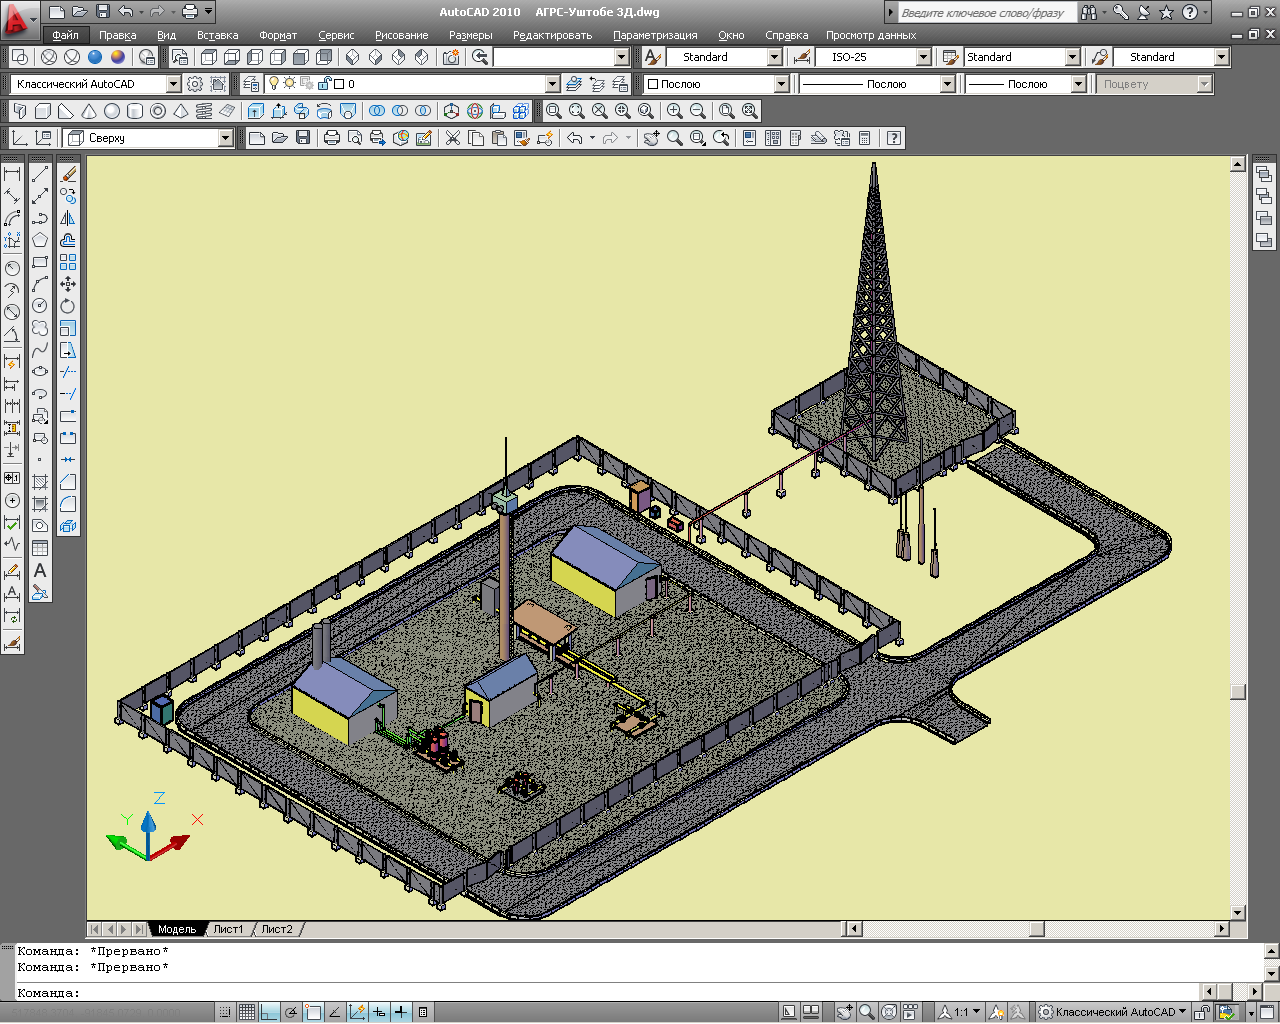 AutoCAD 2010 АГРС-Уштобе 3Д.dwg
Введите ключевое слово/фразу
Файл Правка Вид Вставка Формат Сервис Рисование Размеры Редактировать Параметризация Окно Справка Просмотр данных
Standard ISO-25 Standard Standard
Классический AutoCAD 0 Послою Послою Послою Поцвету
Сверху
Z
Y X
Модель Лист1 Лист2
Команда: *Прервано*
Команда: *Прервано*
Команда:
1:1 Классический AutoCAD